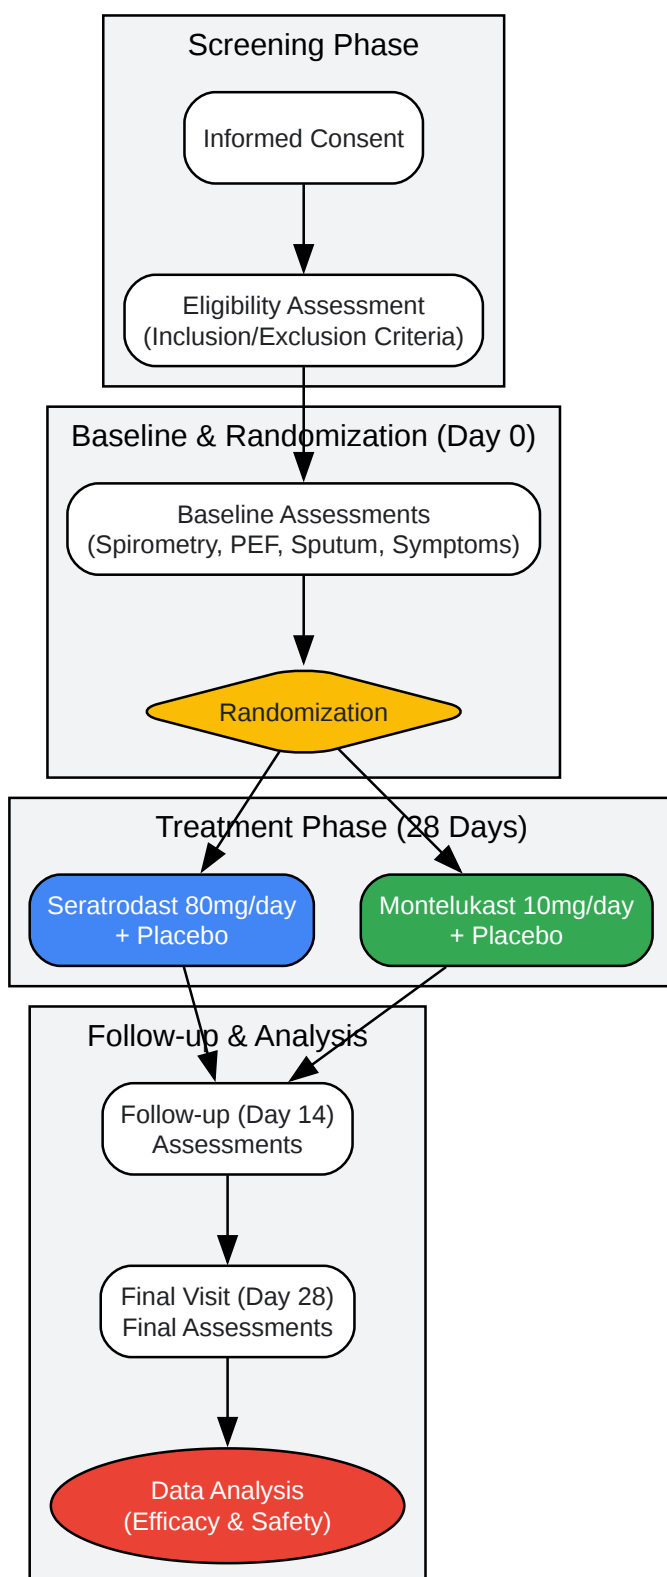 Screening Phase
Informed Consent
Eligibility Assessment
(Inclusion/Exclusion Criteria)
Baseline & Randomization (Day 0)
Baseline Assessments
(Spirometry, PEF, Sputum, Symptoms)
Randomization
Treatment Phase (28 Days)
Seratrodast 80mg/day
+ Placebo
Montelukast 10mg/day
+ Placebo
Follow-up & Analysis
Follow-up (Day 14)
Assessments
Final Visit (Day 28)
Final Assessments
Data Analysis
(Efficacy & Safety)